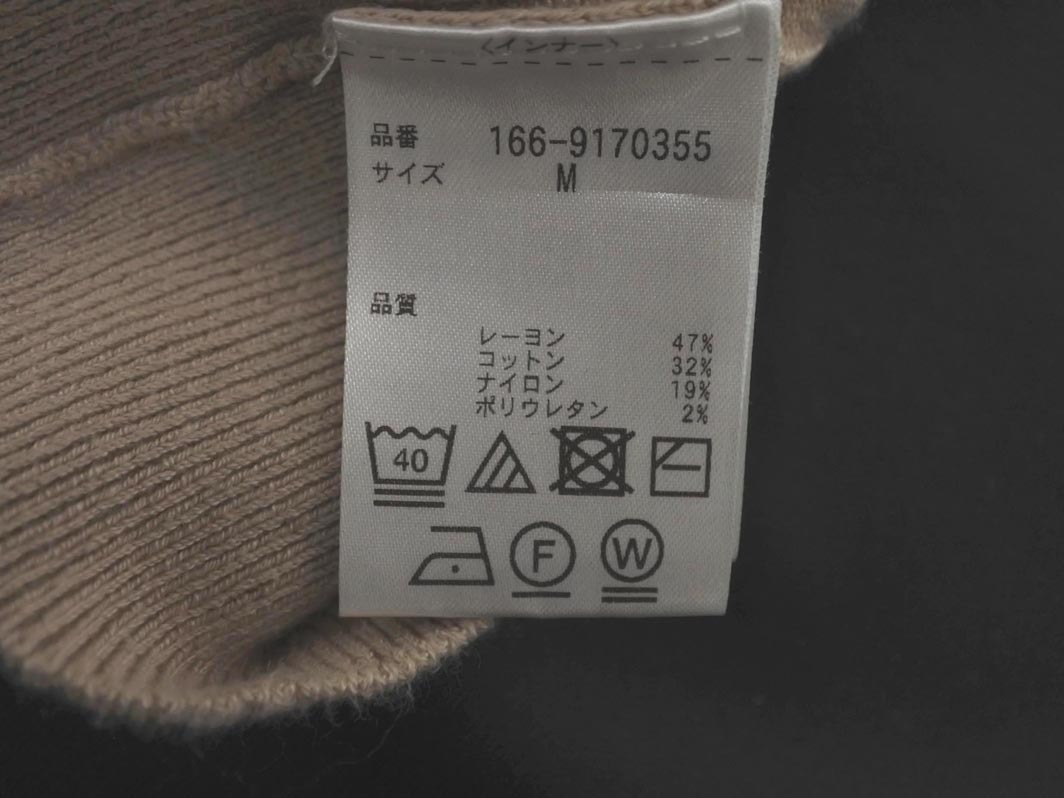 〈インナー〉
品番 166-9170355
サイズ M
品質
レーヨン 47%
コットン 32%
ナイロン 19%
ポリウレタン 2%
40
F W